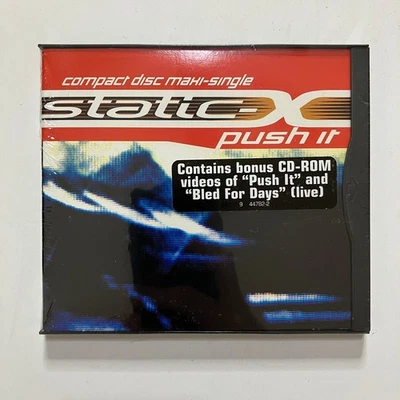 compact disc maxi-single
static-X
push it
Contains bonus CD-ROM
videos of "Push It" and
"Bled For Days" (live)
9 44782-2